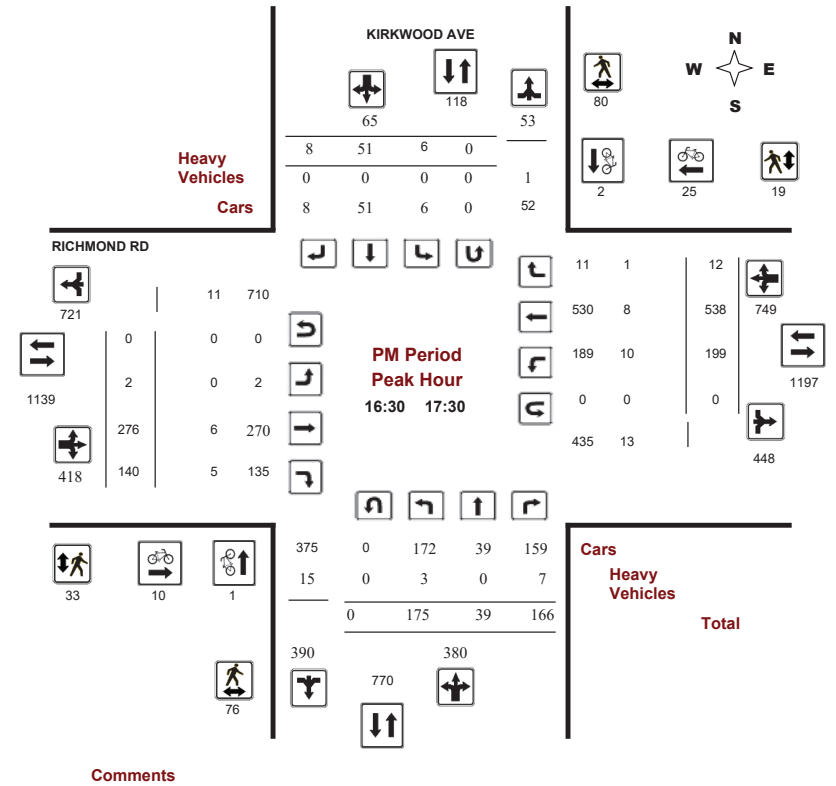 KIRKWOOD AVE
N
W E
S
118
80
65 53
8 51 6 0
Heavy
Vehicles
0 0 0 0 1
Cars
8 51 6 0 52
2 25 19
RICHMOND RD
721
11 710
0 0 0
2 0 2
1139
276 6 270
418
140 5 135
PM Period
Peak Hour
16:30 17:30
11 1 12
530 8 538 749
189 10 199
1197
0 0 0
435 13
448
33 10 1
76
375 0 172 39 159
15 0 3 0 7
0 175 39 166
390 380
770
Cars
Heavy
Vehicles
Total
Comments